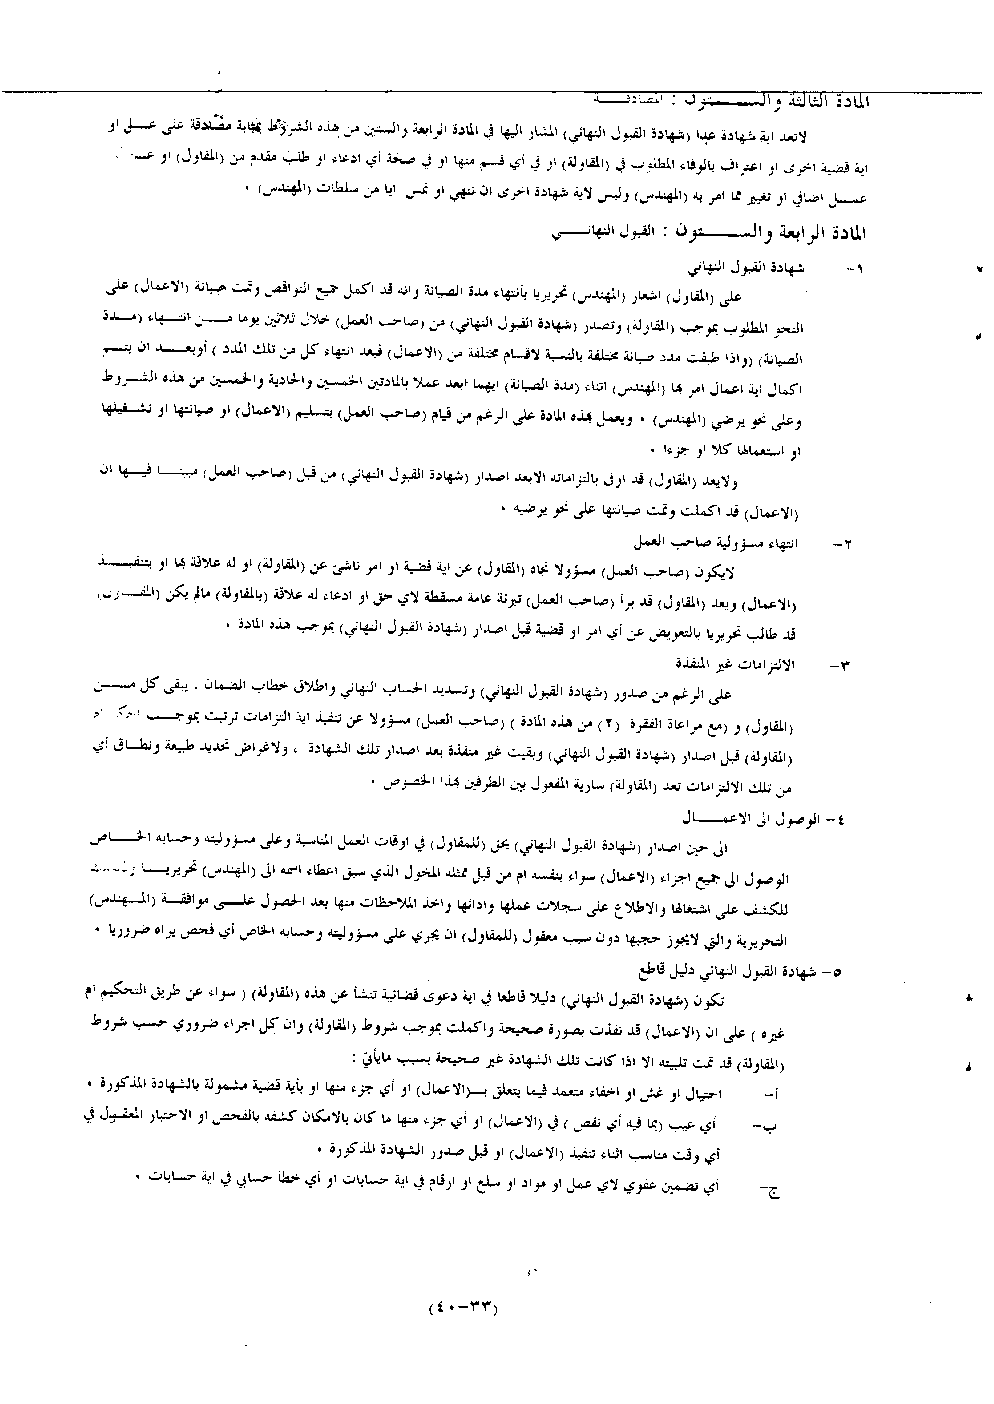 المادة الثالثة والستون : المصادقة
لاتعد اية شهادة عدا (شهادة القبول النهائي) المشار اليها في المادة الرابعة والستين من هذه الشروط بمثابة مصادقة على عمل او
اية قضية اخرى او اعتراف بالوفاء المطلوب في (المقاولة) او في أي قسم منها او في صحة أي ادعاء او طلب مقدم من (المقاول) او عن
عمل اضافي او تغيير مما امر به (المهندس) وليس لاية شهادة اخرى ان تنهي او تمس ايا من سلطات (المهندس) .
المادة الرابعة والستون : القبول النهائي
١- شهادة القبول النهائي
على (المقاول) اشعار (المهندس) تحريريا بأنتهاء مدة الصيانة وانه قد اكمل جميع النواقص وتمت صيانة (الاعمال) على
النحو المطلوب بموجب (المقاولة) وتصدر (شهادة القبول النهائي) من (صاحب العمل) خلال ثلاثين يوما من انتهاء (مدة
الصيانة) (واذا طبقت مدد صيانة مختلفة بالنسبة لاقسام مختلفة من (الاعمال) فبعد انتهاء كل من تلك المدد ) أوبعد ان يتم
اكمال اية اعمال امر بها (المهندس) اثناء (مدة الصيانة) ايهما ابعد عملا بالمادتين الخمسين والحادية والخمسين من هذه الشروط
وعلى نحو يرضي (المهندس) . ويعمل بهذه المادة على الرغم من قيام (صاحب العمل) بتسلم (الاعمال) او صيانتها او تشغيلها
او استعمالها كلا او جزءا .
ولايعد (المقاول) قد اوفى بالتزاماته الابعد اصدار (شهادة القبول النهائي) من قبل (صاحب العمل) مبينا فيها ان
(الاعمال) قد اكملت وتمت صيانتها على نحو يرضيه .
٢- انتهاء مسؤولية صاحب العمل
لايكون (صاحب العمل) مسؤولا تجاه (المقاول) عن اية قضية او امر ناشئ عن (المقاولة) او له علاقة بها او بتنفيذ
(الاعمال) ويعد (المقاول) قد برأ (صاحب العمل) تبرئة عامة مسقطة لاي حق او ادعاء له علاقة (بالمقاولة) مالم يكن (المقاول)
قد طالب تحريريا بالتعويض عن أي امر او قضية قبل اصدار (شهادة القبول النهائي) بموجب هذه المادة .
٣- الالتزامات غير المنفذة
على الرغم من صدور (شهادة القبول النهائي) وتسديد الحساب النهائي واطلاق خطاب الضمان . يبقى كل من
(المقاول) و (مع مراعاة الفقرة (٢) من هذه المادة ) (صاحب العمل) مسؤولا عن تنفيذ اية التزامات ترتبت بموجب
(المقاولة) قبل اصدار (شهادة القبول النهائي) وبقيت غير منفذة بعد اصدار تلك الشهادة . ولاغراض تحديد طبيعة ونطاق أي
من تلك الالتزامات تعد (المقاولة) سارية المفعول بين الطرفين بهذا الخصوص .
٤- الوصول الى الاعمال
الى حين اصدار (شهادة القبول النهائي) يحق (للمقاول) في اوقات العمل المناسبة وعلى مسؤوليته وحسابه الخاص
الوصول الى جميع اجزاء (الاعمال) سواء بنفسه ام من قبل ممثله المخول الذي سبق اعطاء اسمه الى (المهندس) تحريريا
للكشف على اشتغالها والاطلاع على سجلات عملها وادائها واخذ الملاحظات منها بعد الحصول على موافقة (المهندس)
التحريرية والتي لايجوز حجبها دون سبب معقول (للمقاول) ان يجري على مسؤوليته وحسابه الخاص أي فحص يراه ضروريا .
٥- شهادة القبول النهائي دليل قاطع
تكون (شهادة القبول النهائي) دليلا قاطعا في اية دعوى قضائية تنشأ عن هذه (المقاولة) ( سواء عن طريق التحكيم ام
غيره ) على ان (الاعمال) قد نفذت بصورة صحيحة واكملت بموجب شروط (المقاولة) وان كل اجراء ضروري حسب شروط
(المقاولة) قد تمت تلبيته الا اذا كانت تلك الشهادة غير صحيحة بسبب مايأتي :
أ- احتيال او غش او اخفاء متعمد فيما يتعلق بـ(الاعمال) او أي جزء منها او بأية قضية مشمولة بالشهادة المذكورة .
ب- أي عيب (بما فيه أي نقص ) في (الاعمال) او أي جزء منها ما كان بالامكان كشفه بالفحص او الاختبار المعقول في
أي وقت مناسب اثناء تنفيذ (الاعمال) او قبل صدور الشهادة المذكورة .
ج- أي تضمين عفوي لاي عمل او مواد او سلع او ارقام في اية حسابات او أي خطأ حسابي في اية حسابات .
(٣٣-٤٠)